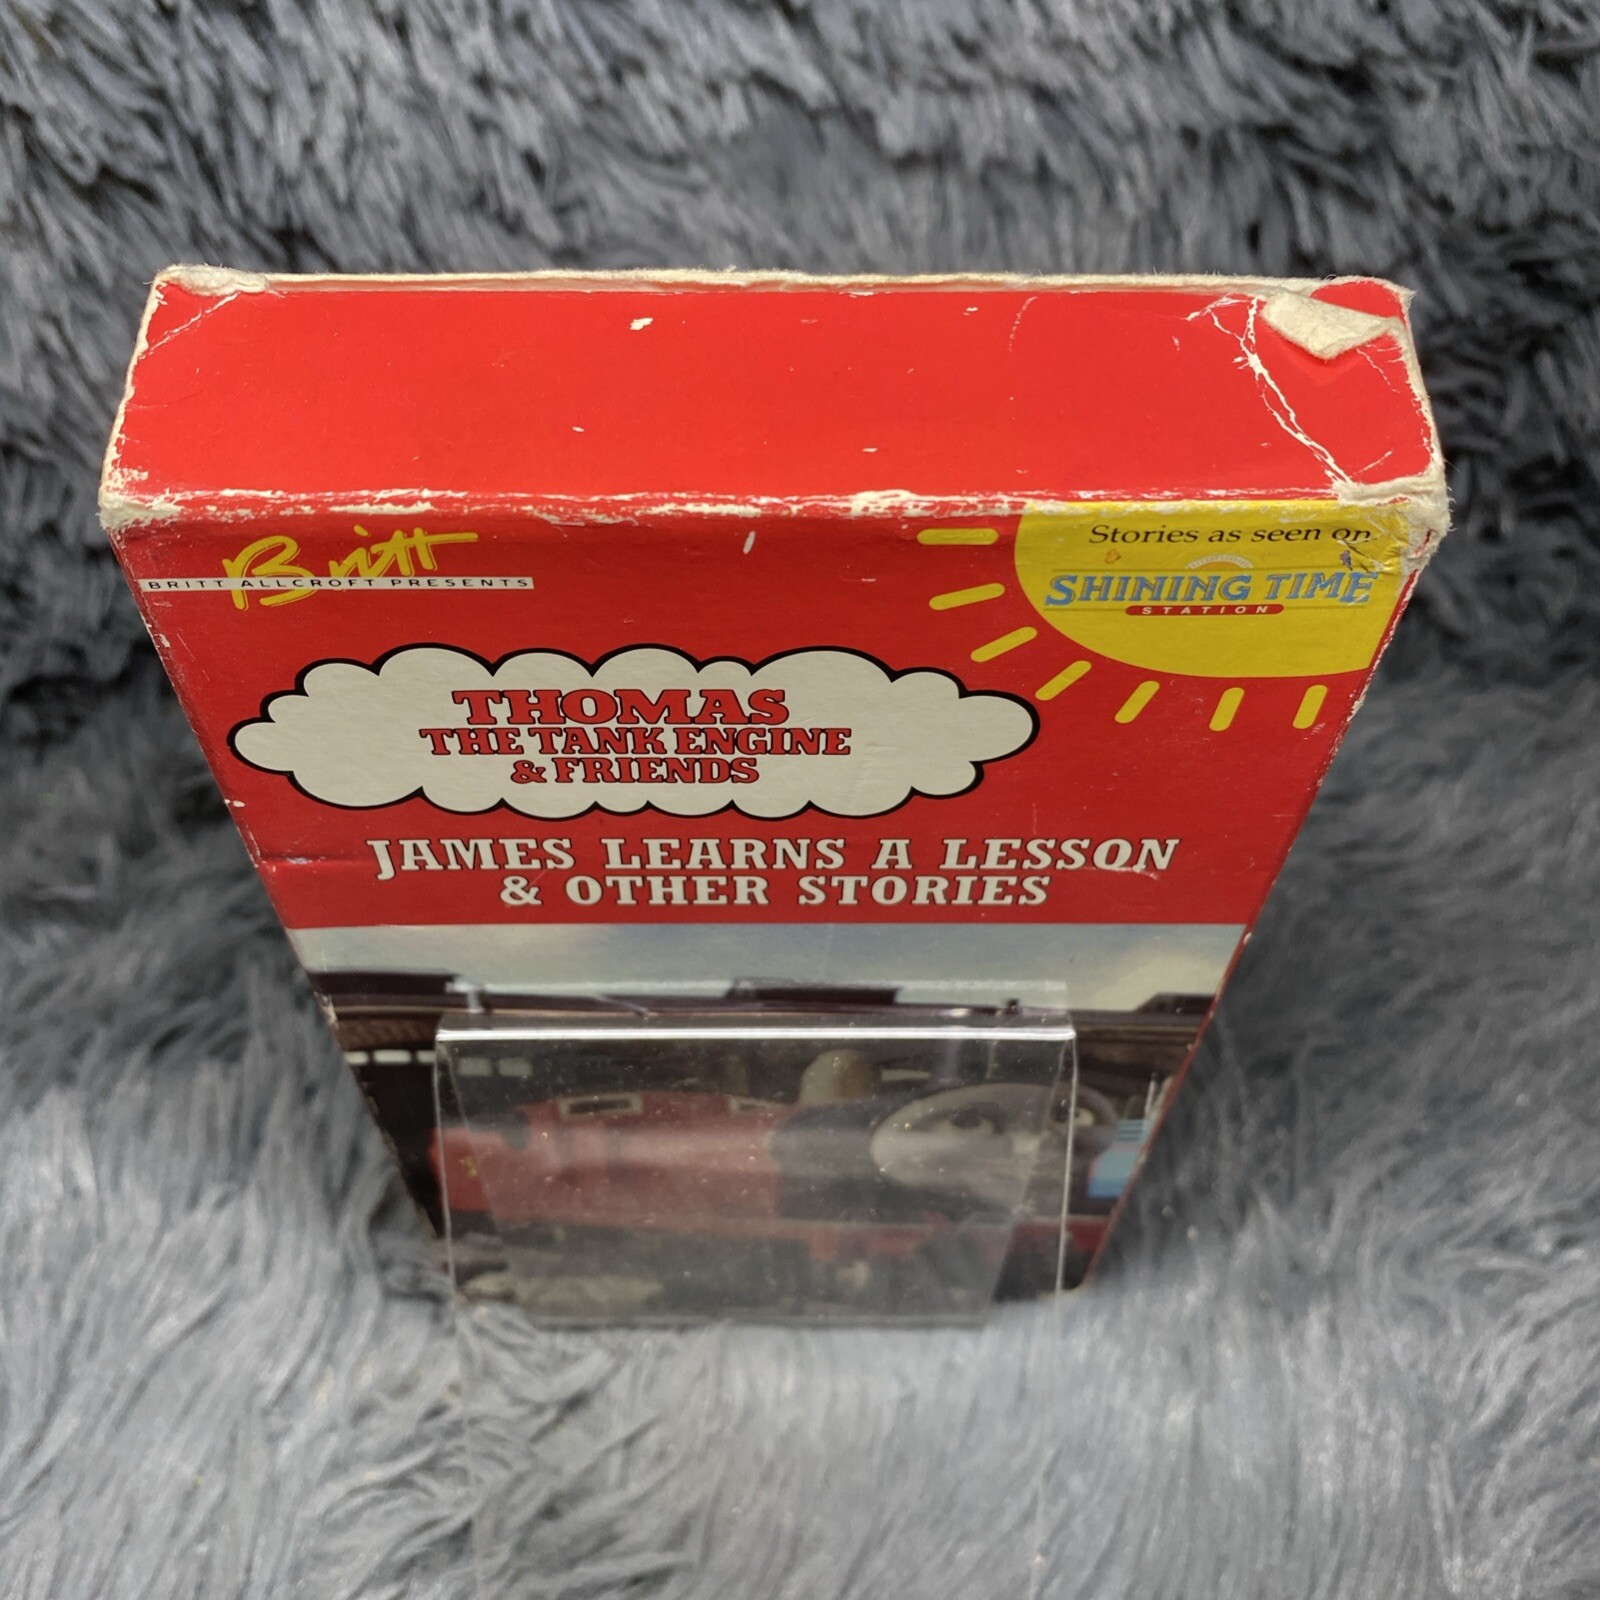 Britt
BRITT ALLCROFT PRESENTS
Stories as seen on
SHINING TIME
STATION
THOMAS
THE TANK ENGINE
& FRIENDS
JAMES LEARNS A LESSON
& OTHER STORIES